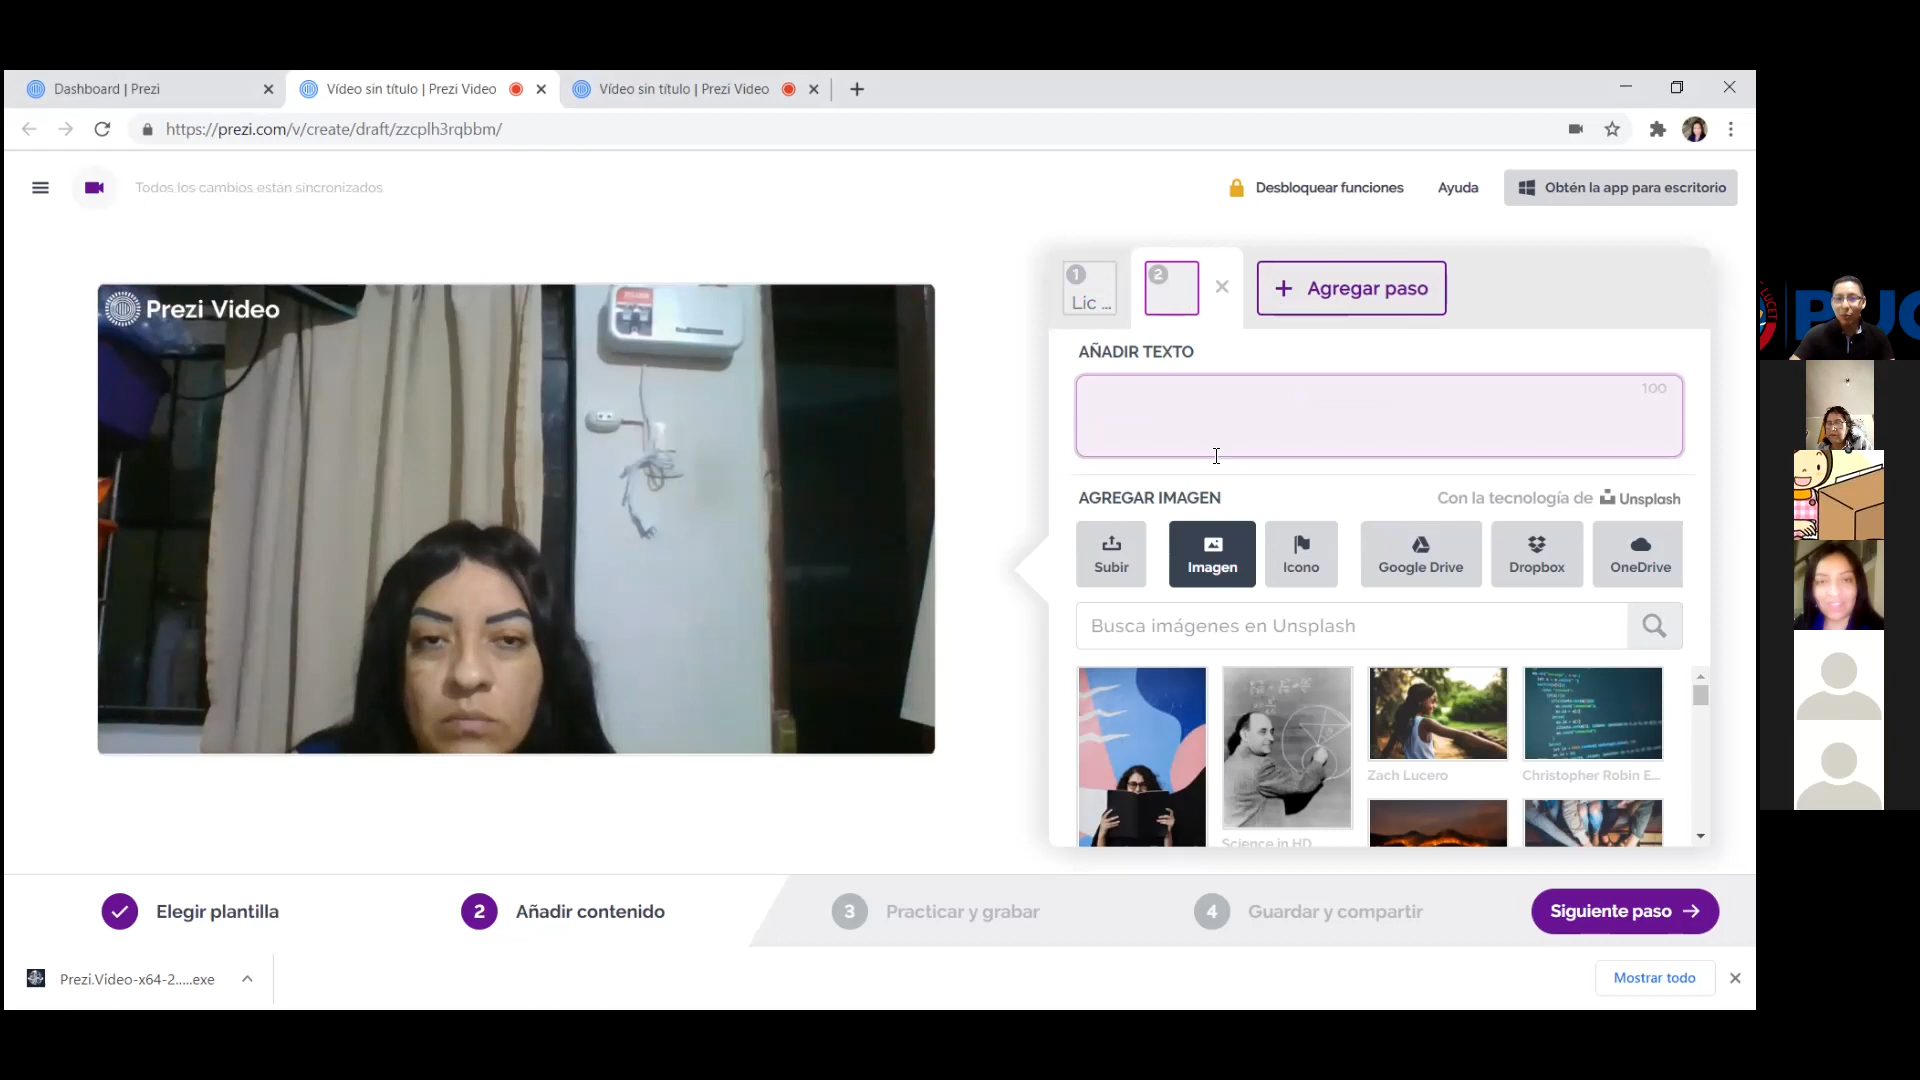 Dashboard | Prezi
Vídeo sin título | Prezi Video
Vídeo sin título | Prezi Video
https://prezi.com/v/create/draft/zzcplh3rqbbm/
Todos los cambios están sincronizados
Desbloquear funciones
Ayuda
Obtén la app para escritorio
Prezi Video
1
Lic ...
2
+ Agregar paso
AÑADIR TEXTO
100
AGREGAR IMAGEN
Con la tecnología de Unsplash
Subir
Imagen
Icono
Google Drive
Dropbox
OneDrive
Busca imágenes en Unsplash
Zach Lucero
Christopher Robin E...
Science in HD
Elegir plantilla
2 Añadir contenido
3 Practicar y grabar
4 Guardar y compartir
Siguiente paso →
Prezi.Video-x64-2.....exe
Mostrar todo
LUCET